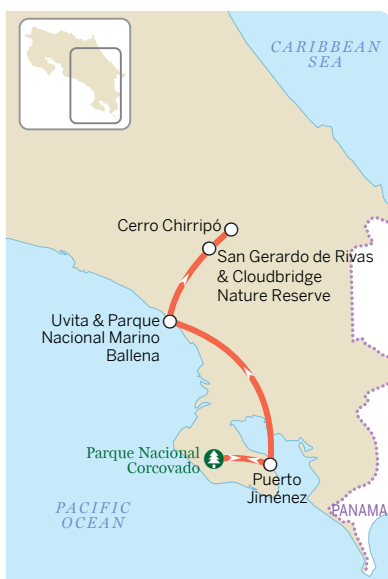 CARIBBEAN
SEA
Cerro Chirripó
San Gerardo de Rivas
& Cloudbridge
Nature Reserve
Uvita & Parque
Nacional Marino
Ballena
Parque Nacional
Corcovado
Puerto
Jiménez
PACIFIC
OCEAN
PANAMA